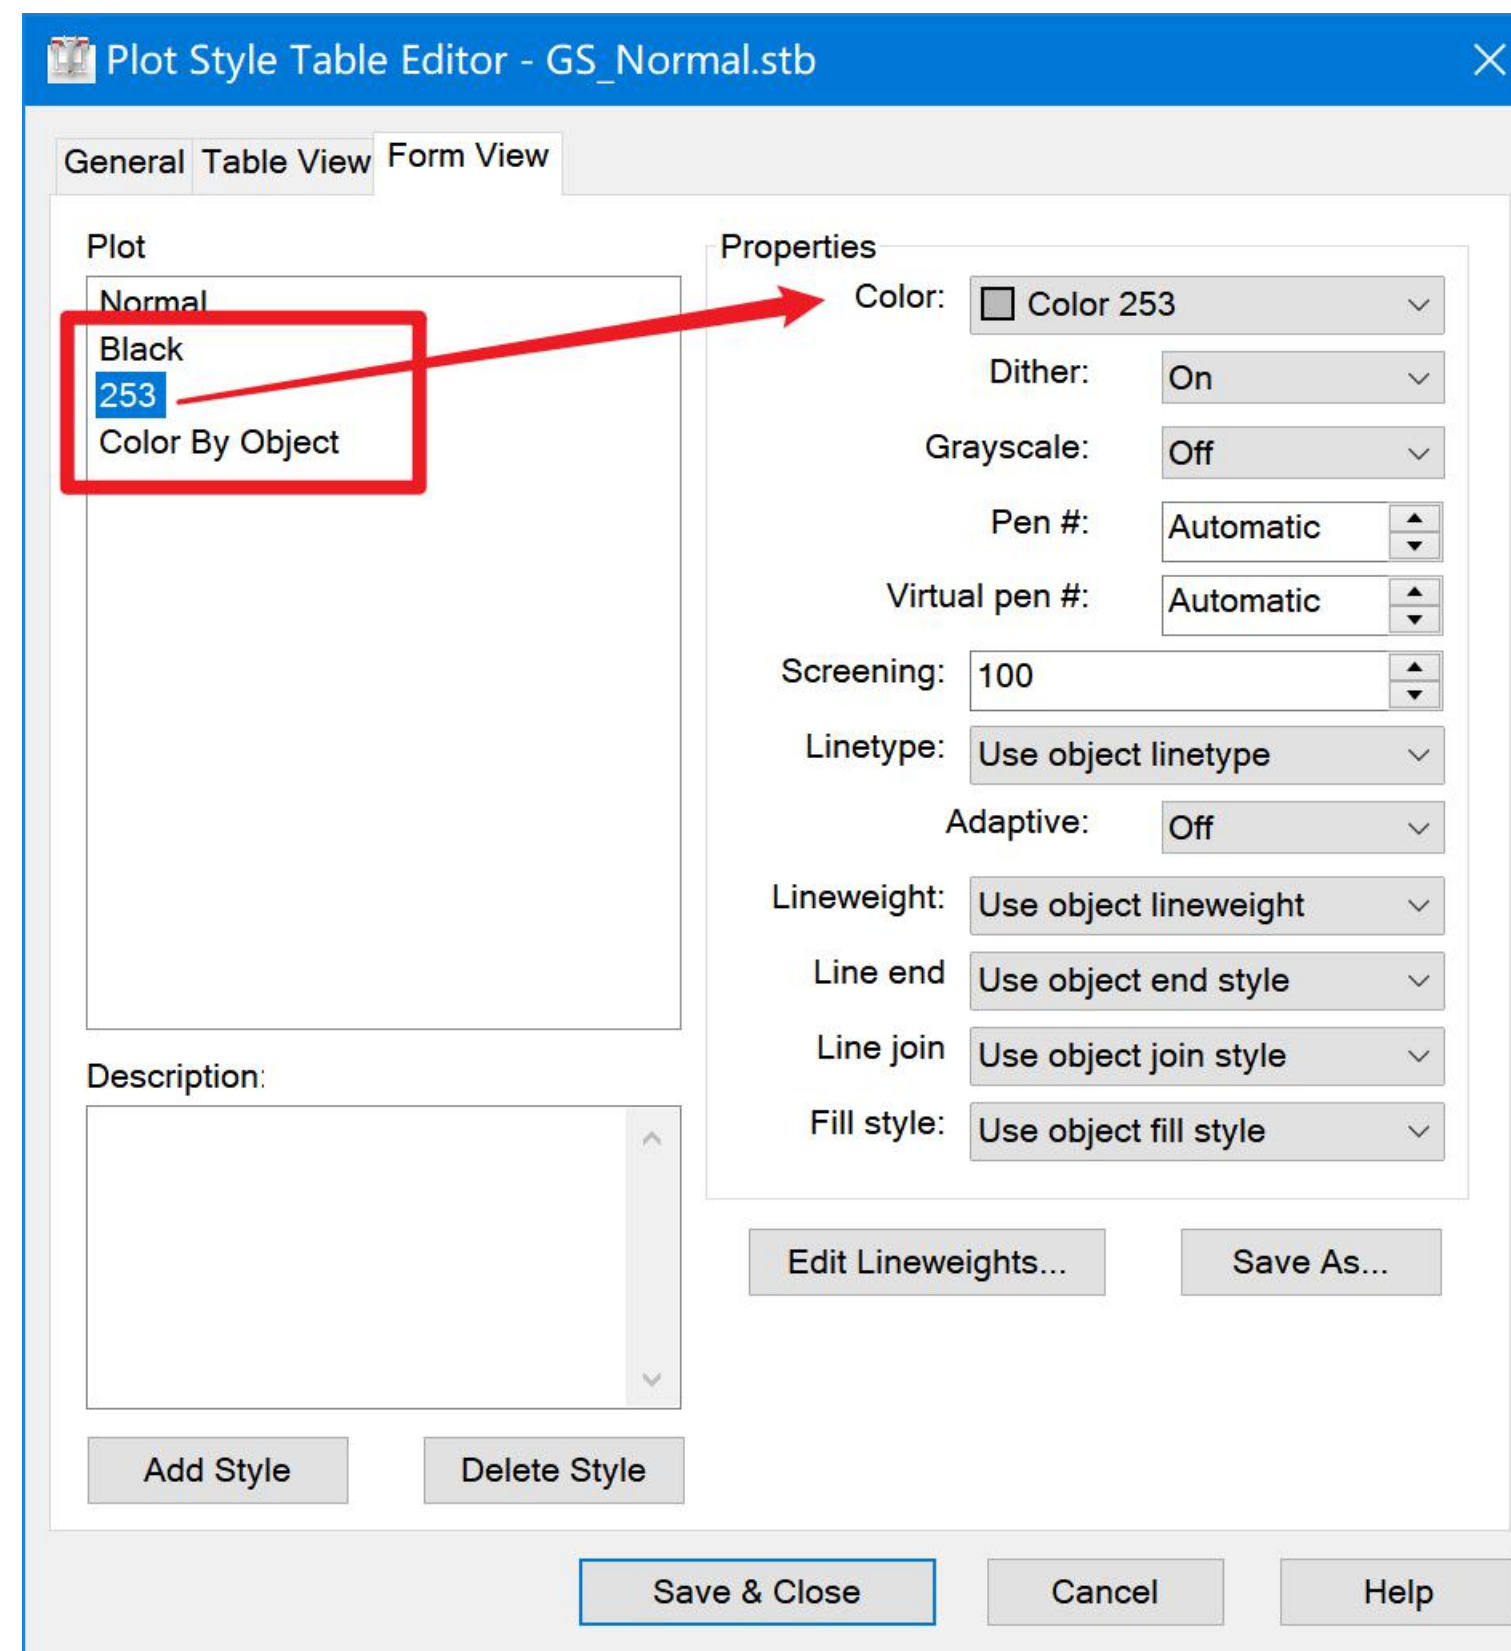 Plot Style Table Editor - GS_Normal.stb
General Table View Form View
Plot
Normal
Black
253
Color By Object
Description:
Add Style
Delete Style
Properties
Color: Color 253
Dither: On
Grayscale: Off
Pen #: Automatic
Virtual pen #: Automatic
Screening: 100
Linetype: Use object linetype
Adaptive: Off
Lineweight: Use object lineweight
Line end Use object end style
Line join Use object join style
Fill style: Use object fill style
Edit Lineweights... Save As...
Save & Close Cancel Help